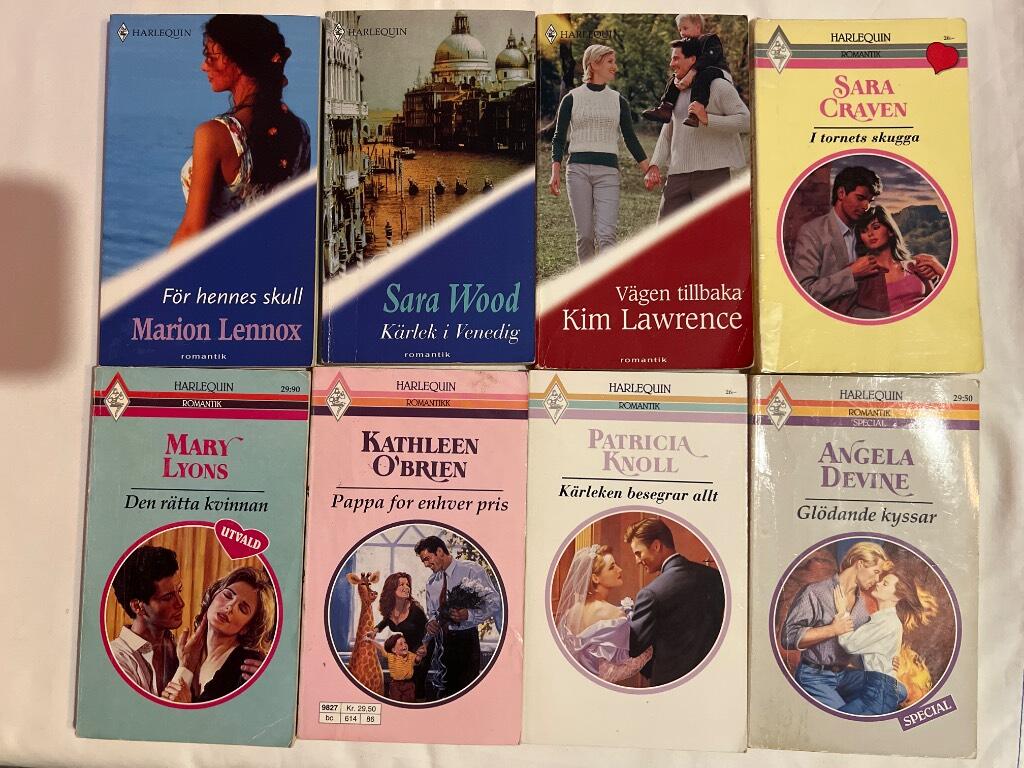 HARLEQUIN
För hennes skull
Marion Lennox
romantik
HARLEQUIN
Sara Wood
Kärlek i Venedig
romantik
HARLEQUIN
Vägen tillbaka
Kim Lawrence
romantik
HARLEQUIN
26:-
ROMANTIK
SARA
CRAVEN
I tornets skugga
HARLEQUIN
29:90
ROMANTIK
MARY
LYONS
Den rätta kvinnan
UTVALD
HARLEQUIN
ROMANTIKK
KATHLEEN
O'BRIEN
Pappa for enhver pris
9827 Kr. 29,50
bc 614 86
HARLEQUIN
26:-
ROMANTIK
PATRICIA
KNOLL
Kärleken besegrar allt
HARLEQUIN
29:50
ROMANTIK
SPECIAL
ANGELA
DEVINE
Glödande kyssar
SPECIAL